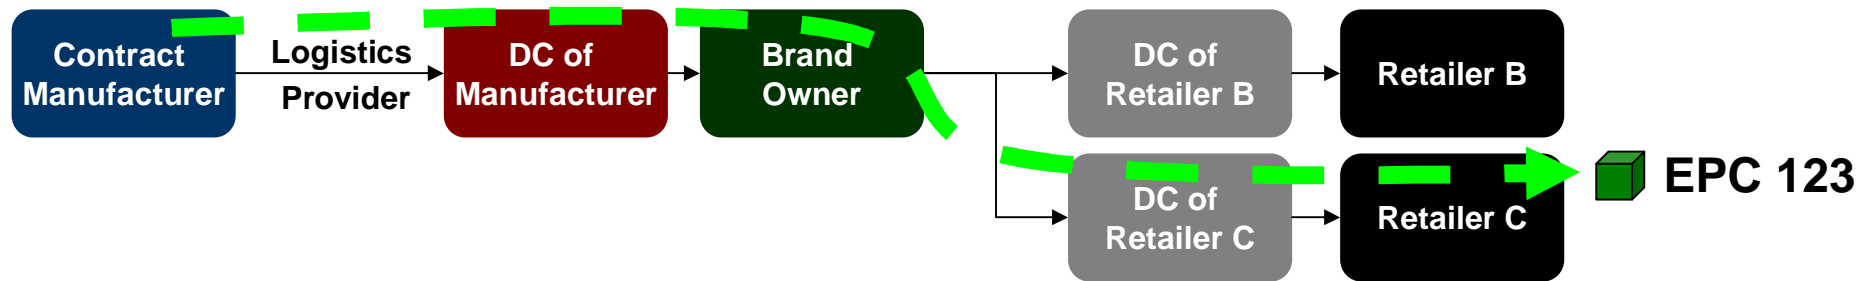 Contract
Manufacturer
Logistics
Provider
DC of
Manufacturer
Brand
Owner
DC of
Retailer B
Retailer B
DC of
Retailer C
Retailer C
EPC 123